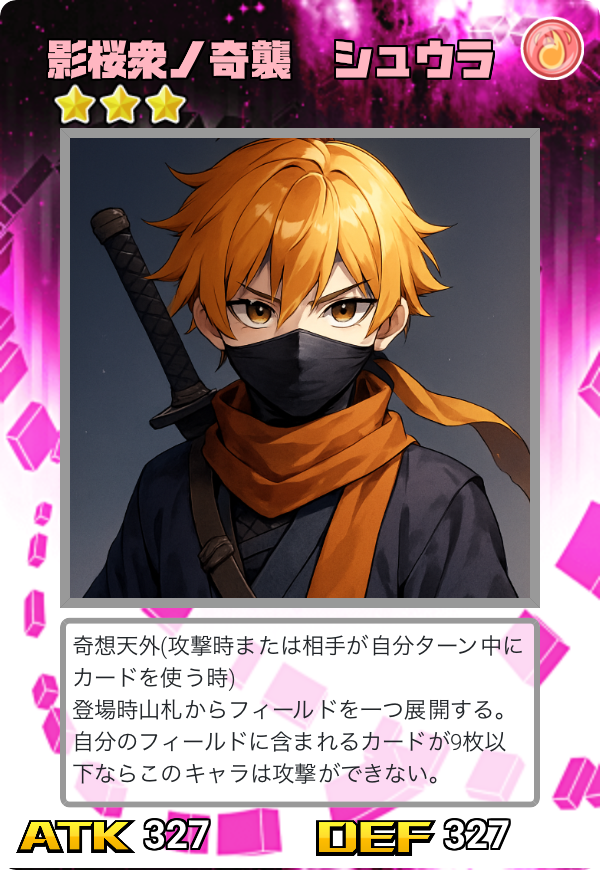 影桜衆ノ奇襲　シュウラ
奇想天外(攻撃時または相手が自分ターン中に
カードを使う時)
登場時山札からフィールドを一つ展開する。
自分のフィールドに含まれるカードが9枚以
下ならこのキャラは攻撃ができない。
ATK 327 DEF 327